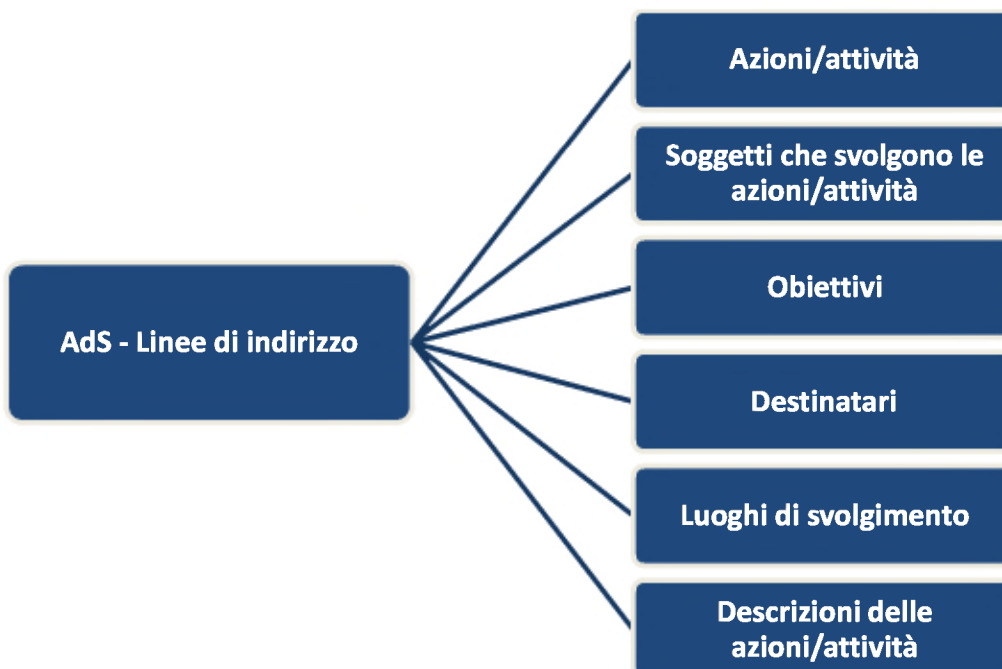 AdS - Linee di indirizzo
Azioni/attività
Soggetti che svolgono le
azioni/attività
Obiettivi
Destinatari
Luoghi di svolgimento
Descrizioni delle
azioni/attività